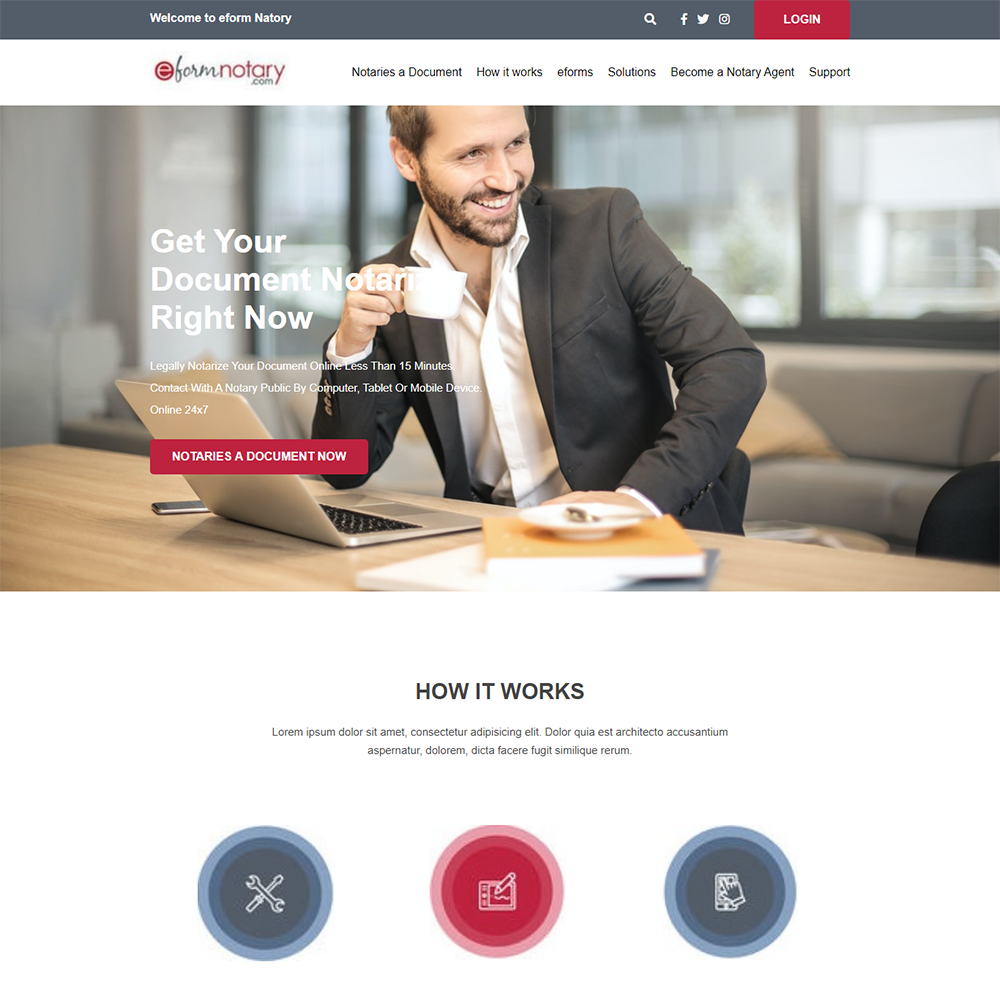 Welcome to eform Natory
LOGIN
eformnotary
.com
Notaries a Document How it works eforms Solutions Become a Notary Agent Support
Get Your
Document Notariz
Right Now
Legally Notarize Your Document Online Less Than 15 Minutes.
Contact With A Notary Public By Computer, Tablet Or Mobile Device.
Online 24x7
NOTARIES A DOCUMENT NOW
HOW IT WORKS
Lorem ipsum dolor sit amet, consectetur adipisicing elit. Dolor quia est architecto accusantium
aspernatur, dolorem, dicta facere fugit similique rerum.